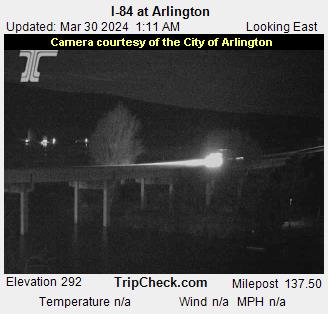 I-84 at Arlington
Updated: Mar 30 2024 1:11 AM Looking East
Camera courtesy of the City of Arlington
Elevation 292 TripCheck.com Milepost 137.50
Temperature n/a Wind n/a MPH n/a